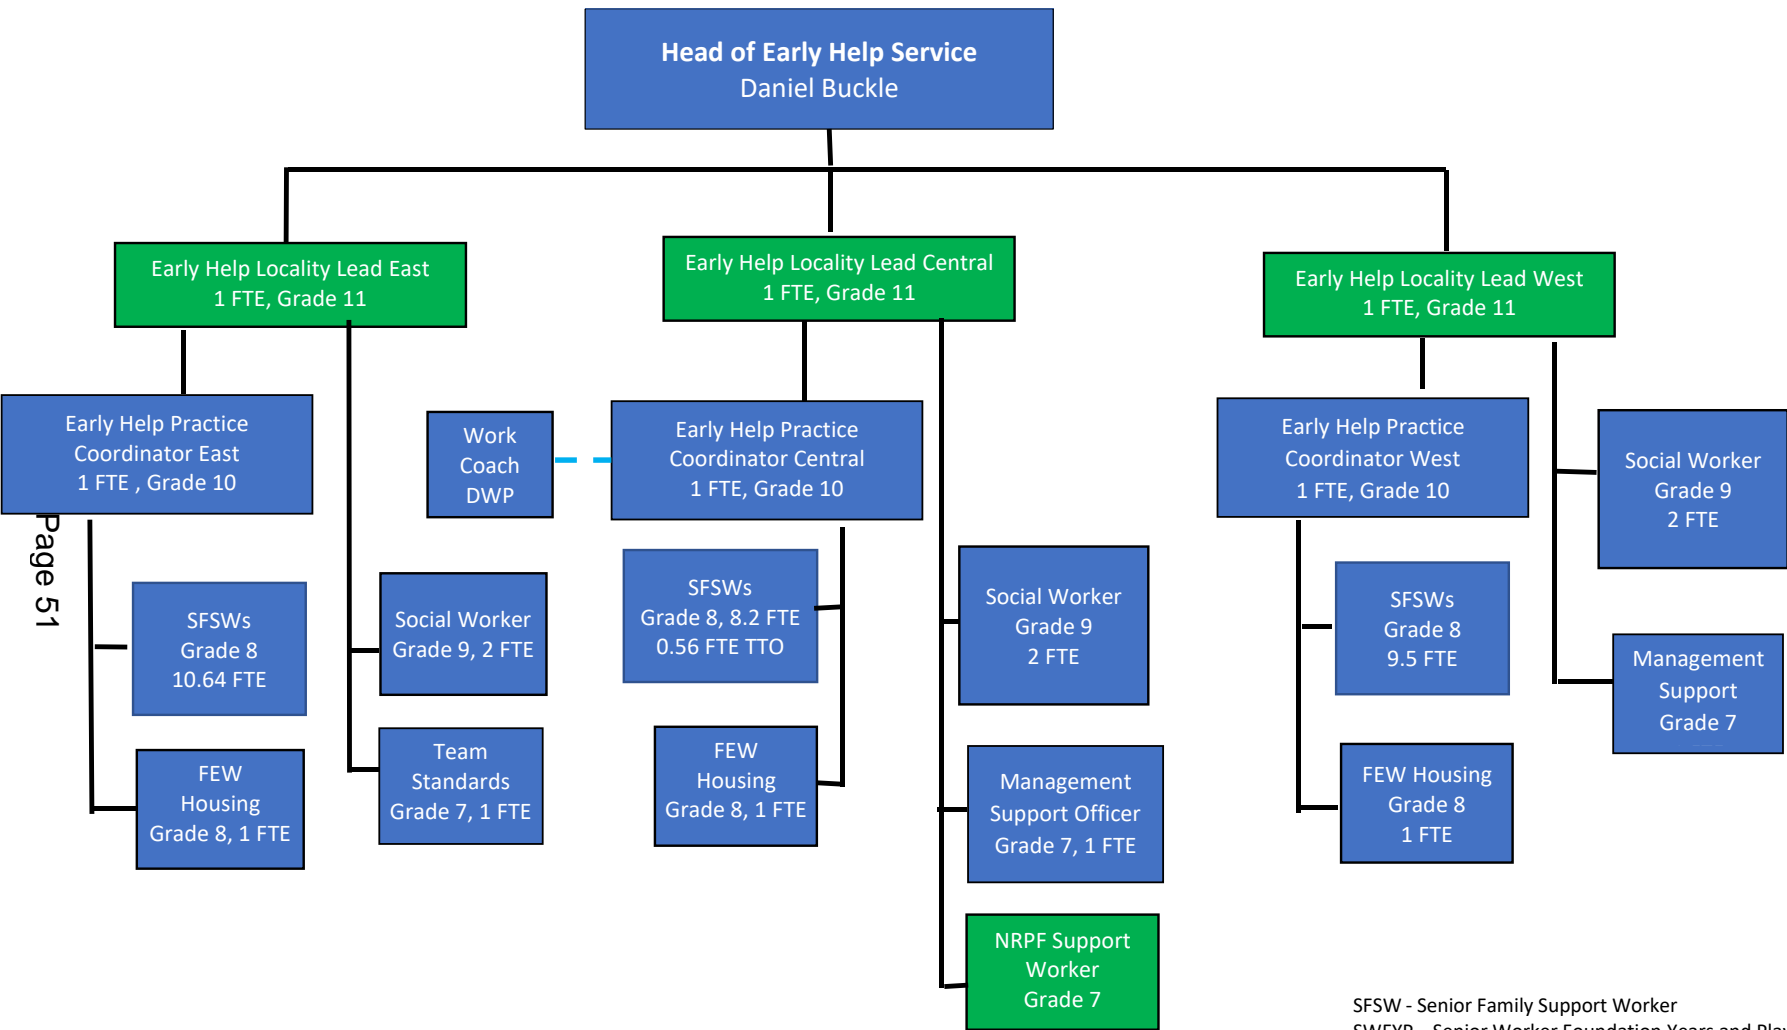 Head of Early Help Service
Daniel Buckle
Early Help Locality Lead East
1 FTE, Grade 11
Early Help Locality Lead Central
1 FTE, Grade 11
Early Help Locality Lead West
1 FTE, Grade 11
Early Help Practice
Coordinator East
1 FTE , Grade 10
Work
Coach
DWP
Early Help Practice
Coordinator Central
1 FTE, Grade 10
Early Help Practice
Coordinator West
1 FTE, Grade 10
Social Worker
Grade 9
2 FTE
Page 51
SFSWs
Grade 8
10.64 FTE
Social Worker
Grade 9, 2 FTE
SFSWs
Grade 8, 8.2 FTE
0.56 FTE TTO
Social Worker
Grade 9
2 FTE
SFSWs
Grade 8
9.5 FTE
Management
Support
Grade 7
FEW
Housing
Grade 8, 1 FTE
Team
Standards
Grade 7, 1 FTE
FEW
Housing
Grade 8, 1 FTE
Management
Support Officer
Grade 7, 1 FTE
FEW Housing
Grade 8
1 FTE
NRPF Support
Worker
Grade 7
SFSW - Senior Family Support Worker
SWFYP - Senior Worker Foundation Years and Play